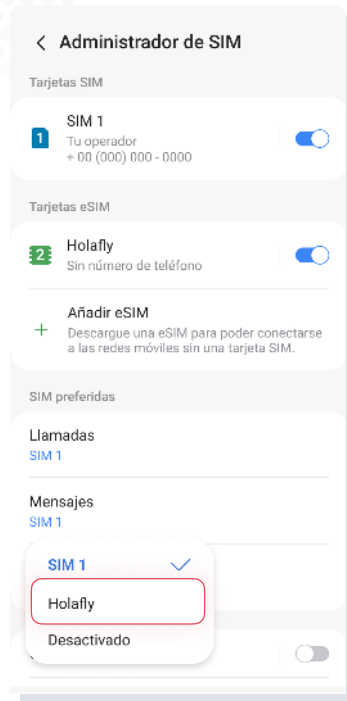 Administrador de SIM
Tarjetas SIM
1
SIM 1
Tu operador
+ 00 (000) 000 - 0000
Tarjetas eSIM
2
Holafly
Sin número de teléfono
Añadir eSIM
Descargue una eSIM para poder conectarse
a las redes móviles sin una tarjeta SIM.
SIM preferidas
Llamadas
SIM 1
Mensajes
SIM 1
SIM 1
Holafly
Desactivado